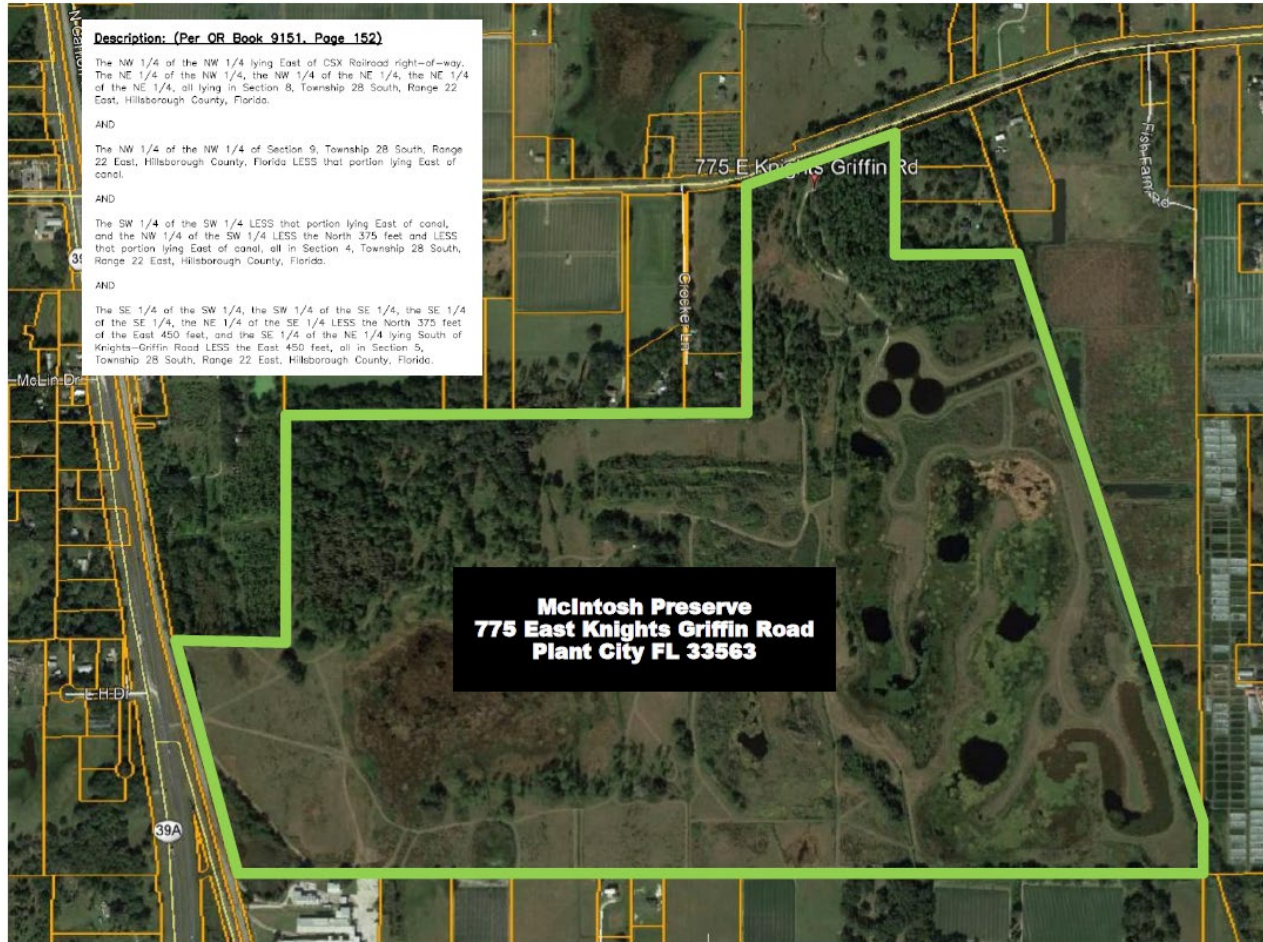 Description: (Per OR Book 9151, Page 152)
The NW 1/4 of the NW 1/4 lying East of CSX Railroad right-of-way.
The NE 1/4 of the NW 1/4, the NW 1/4 of the NE 1/4, the NE 1/4
of the NE 1/4, all lying in Section 8, Township 28 South, Range 22
East, Hillsborough County, Florida.
AND
The NW 1/4 of the NW 1/4 of Section 9, Township 28 South, Range
22 East, Hillsborough County, Florida LESS that portion lying East of
canal.
AND
The SW 1/4 of the SW 1/4 LESS that portion lying East of canal,
and the NW 1/4 of the SW 1/4 LESS the North 375 feet and LESS
that portion lying East of canal, all in Section 4, Township 28 South,
Range 22 East, Hillsborough County, Florida.
AND
The SE 1/4 of the SW 1/4, the SW 1/4 of the SE 1/4, the SE 1/4
of the SE 1/4, the NE 1/4 of the SE 1/4 LESS the North 375 feet
of the East 450 feet, and the SE 1/4 of the NE 1/4 lying South of
Knights-Griffin Road LESS the East 450 feet, all in Section 5,
Township 28 South, Range 22 East, Hillsborough County, Florida.
775 E Knights Griffin Rd
Fish Farm Rd
McLin Dr
McIntosh Preserve
775 East Knights Griffin Road
Plant City FL 33563
39A